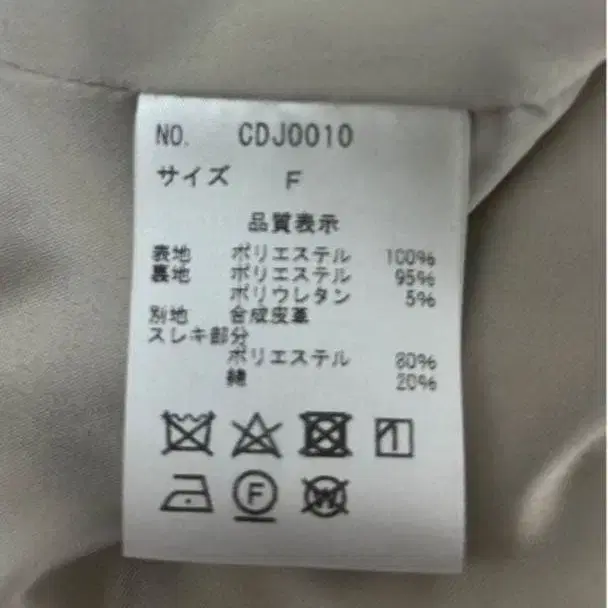 NO. CDJ0010
サイズ F
品質表示
表地 ポリエステル 100%
裏地 ポリエステル 95%
ポリウレタン 5%
別地 合成皮革
スレキ部分
ポリエステル 80%
綿 20%
F W